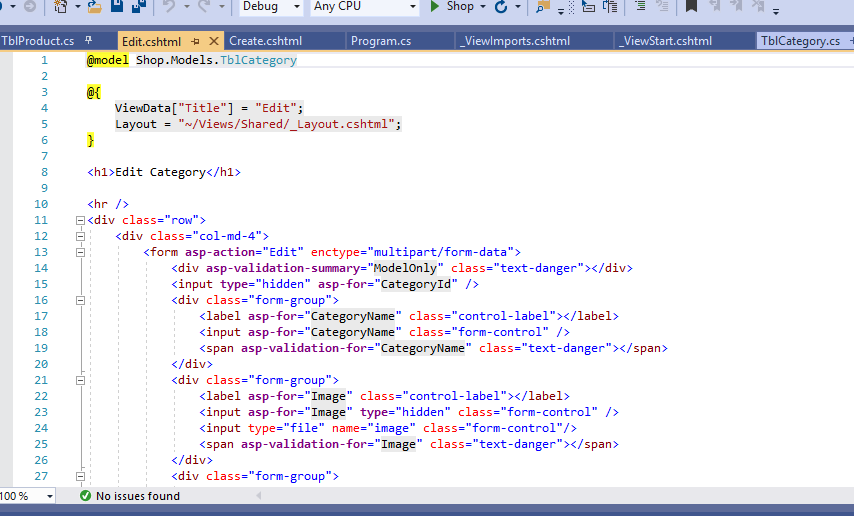 Debug Any CPU Shop
TblProduct.cs Edit.cshtml Create.cshtml Program.cs _ViewImports.cshtml _ViewStart.cshtml TblCategory.cs
1 @model Shop.Models.TblCategory
2
3 @{
4 ViewData["Title"] = "Edit";
5 Layout = "~/Views/Shared/_Layout.cshtml";
6 }
7
8 <h1>Edit Category</h1>
9
10 <hr />
11 <div class="row">
12 <div class="col-md-4">
13 <form asp-action="Edit" enctype="multipart/form-data">
14 <div asp-validation-summary="ModelOnly" class="text-danger"></div>
15 <input type="hidden" asp-for="CategoryId" />
16 <div class="form-group">
17 <label asp-for="CategoryName" class="control-label"></label>
18 <input asp-for="CategoryName" class="form-control" />
19 <span asp-validation-for="CategoryName" class="text-danger"></span>
20 </div>
21 <div class="form-group">
22 <label asp-for="Image" class="control-label"></label>
23 <input asp-for="Image" type="hidden" class="form-control" />
24 <input type="file" name="image" class="form-control"/>
25 <span asp-validation-for="Image" class="text-danger"></span>
26 </div>
27 <div class="form-group">
100 % No issues found